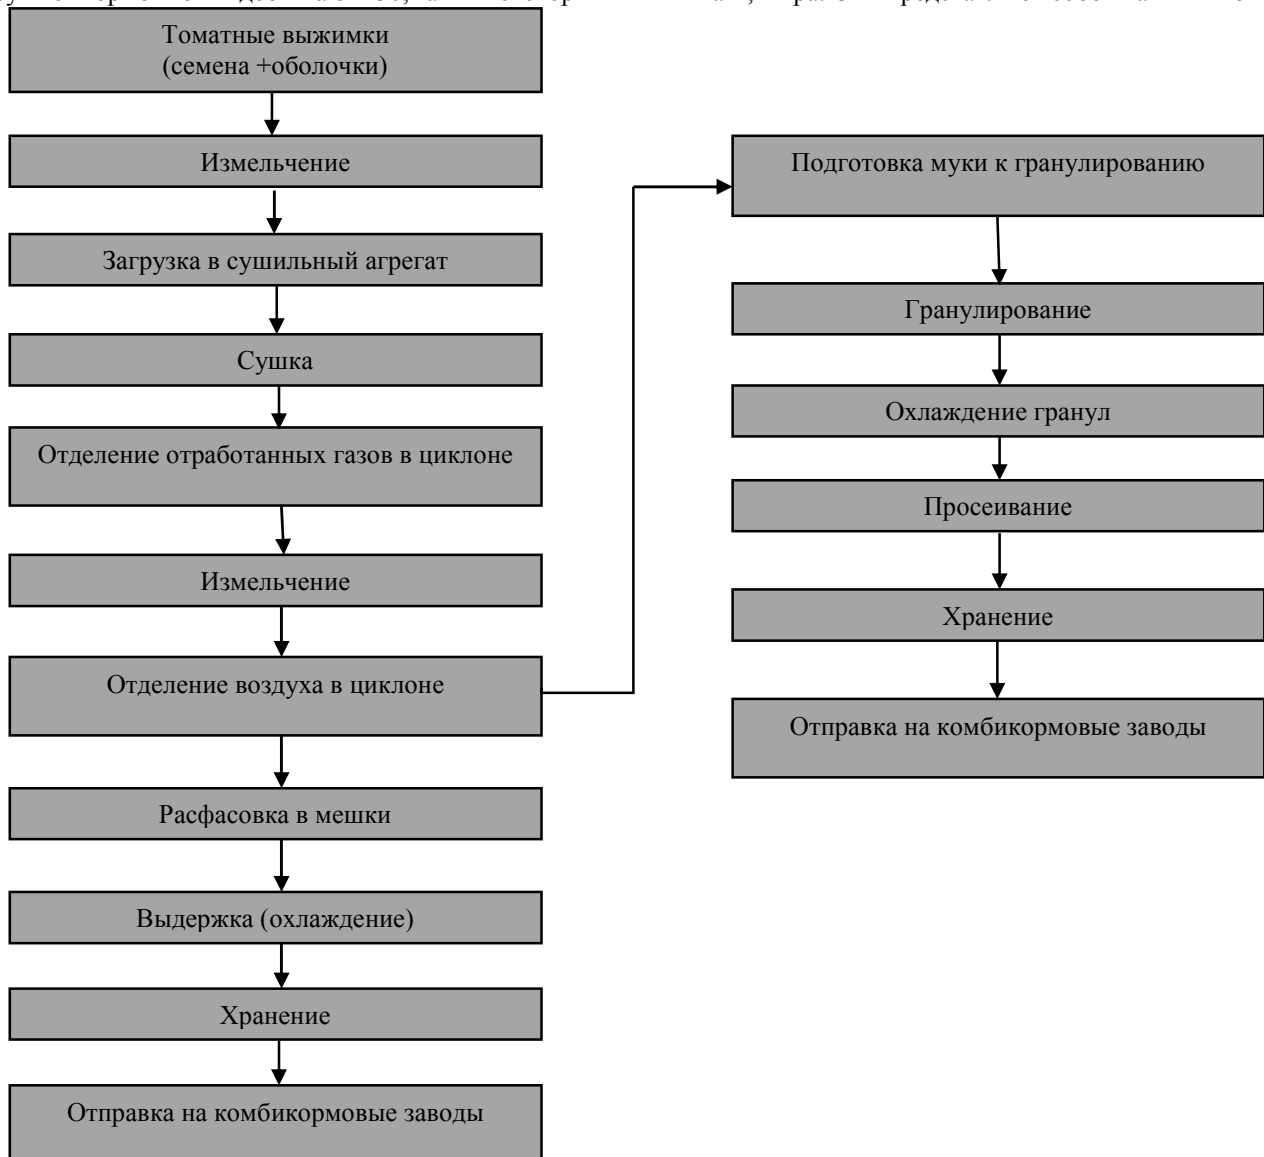 Томатные выжимки
(семена +оболочки)
Измельчение
Загрузка в сушильный агрегат
Сушка
Отделение отработанных газов в циклоне
Измельчение
Отделение воздуха в циклоне
Расфасовка в мешки
Выдержка (охлаждение)
Хранение
Отправка на комбикормовые заводы
Подготовка муки к гранулированию
Гранулирование
Охлаждение гранул
Просеивание
Хранение
Отправка на комбикормовые заводы